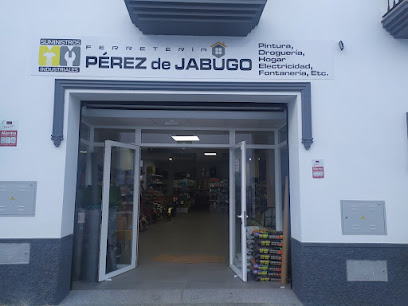 SUMINISTROS
INDUSTRIALES
FERRETERÍA
PÉREZ de JABUGO
Pintura,
Droguería,
Hogar
Electricidad,
Fontanería, Etc.